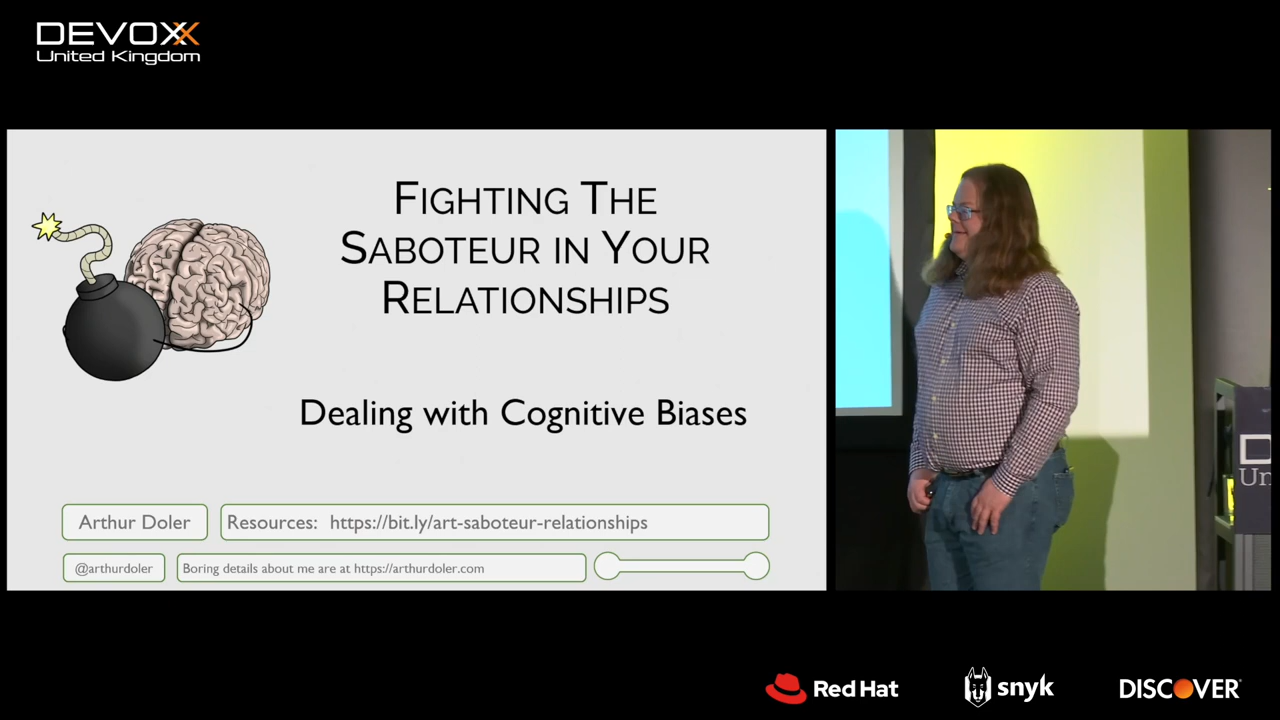 DEVOXX
United Kingdom
FIGHTING THE
SABOTEUR IN YOUR
RELATIONSHIPS
Dealing with Cognitive Biases
Arthur Doler
Resources: https://bit.ly/art-saboteur-relationships
@arthurdoler
Boring details about me are at https://arthurdoler.com
D
Un
Red Hat
snyk
DISCOVER